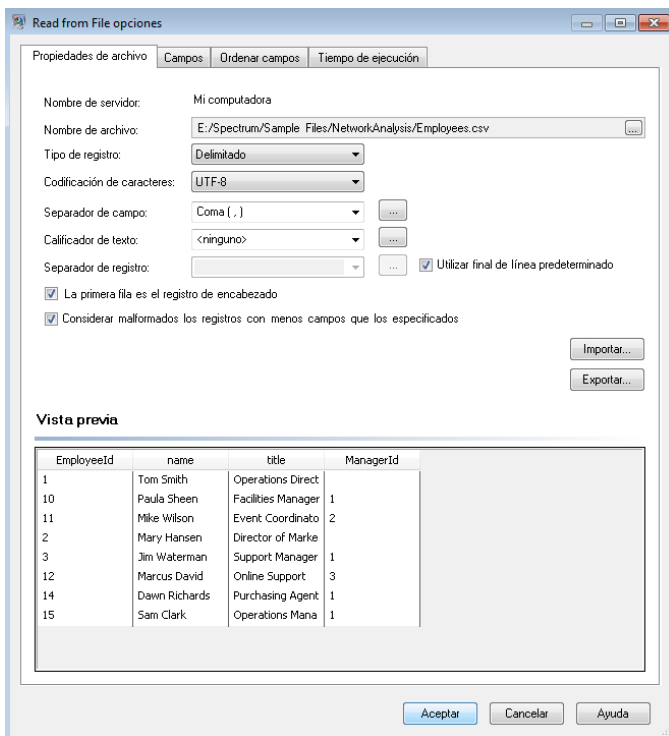 Read from File opciones
Propiedades de archivo Campos Ordenar campos Tiempo de ejecución
Nombre de servidor: Mi computadora
Nombre de archivo: E:/Spectrum/Sample Files/NetworkAnalysis/Employees.csv ...
Tipo de registro: Delimitado
Codificación de caracteres: UTF-8
Separador de campo: Coma ( , ) ...
Calificador de texto: <ninguno> ...
Separador de registro: ... Utilizar final de línea predeterminado
La primera fila es el registro de encabezado
Considerar malformados los registros con menos campos que los especificados
Importar...
Exportar...
Vista previa
EmployeeId name title ManagerId
1 Tom Smith Operations Direct
10 Paula Sheen Facilities Manager 1
11 Mike Wilson Event Coordinato 2
2 Mary Hansen Director of Marke
3 Jim Waterman Support Manager 1
12 Marcus David Online Support 3
14 Dawn Richards Purchasing Agent 1
15 Sam Clark Operations Mana 1
Aceptar Cancelar Ayuda